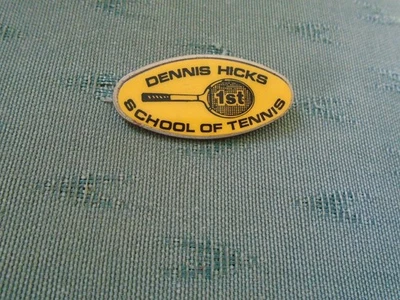 DENNIS HICKS
1st
SCHOOL OF TENNIS